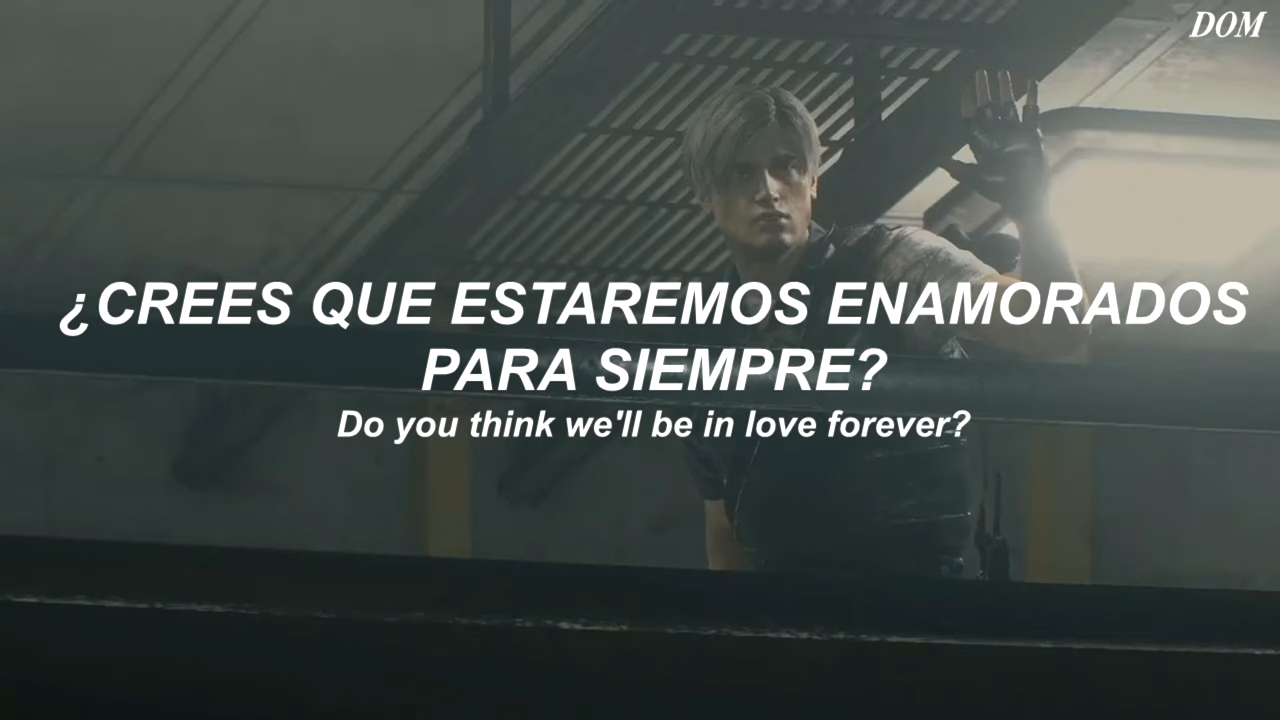 DOM
¿CREES QUE ESTAREMOS ENAMORADOS
PARA SIEMPRE?
Do you think we'll be in love forever?